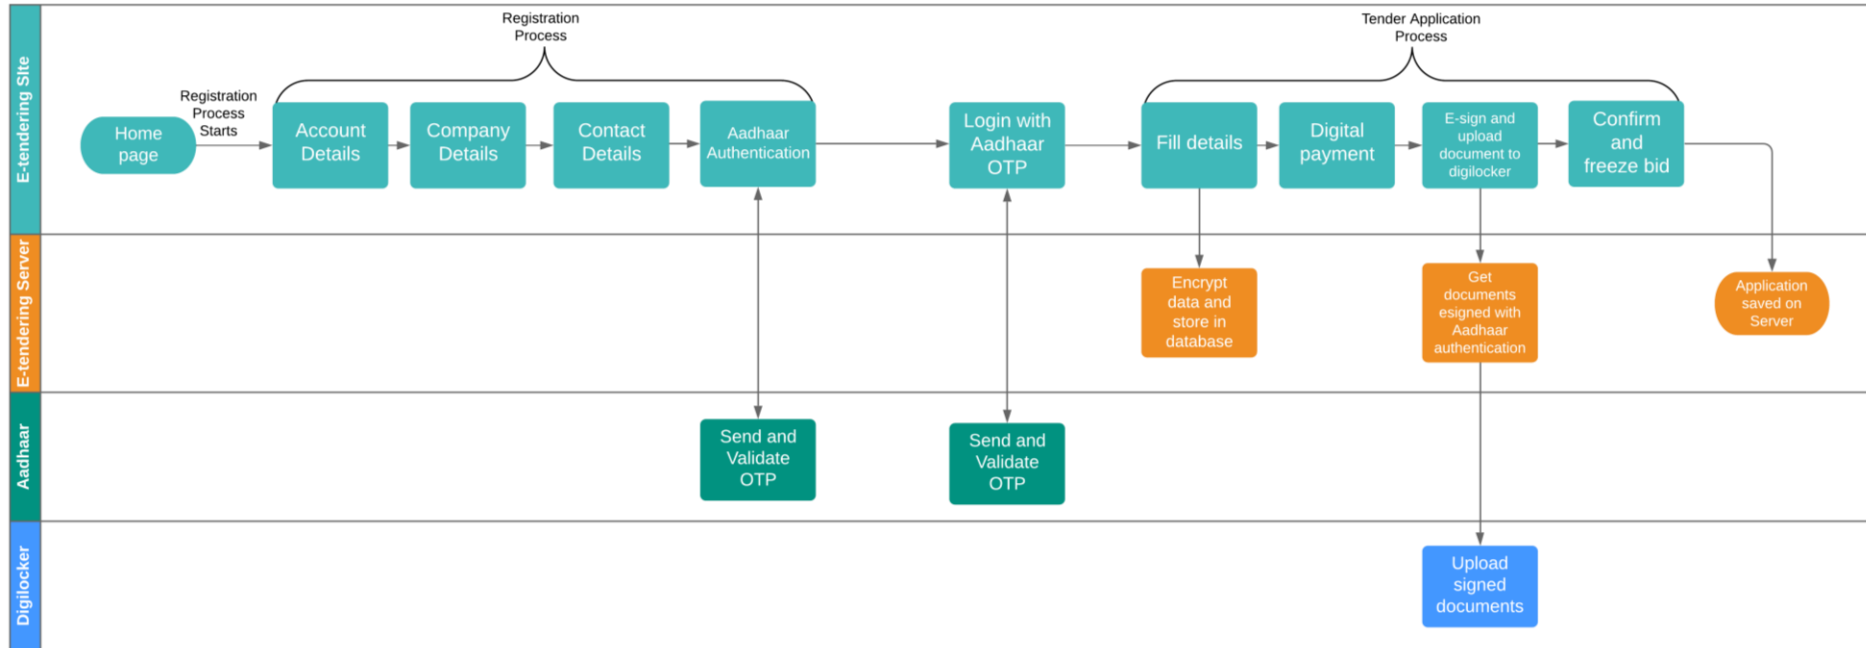 E-tendering SIte
Registration
Process
Tender Application
Process
Registration
Process
Starts
Home
page
Account
Details
Company
Details
Contact
Details
Aadhaar
Authentication
Login with
Aadhaar
OTP
Fill details
Digital
payment
E-sign and
upload
document to
digilocker
Confirm
and
freeze bid
E-tendering Server
Encrypt
data and
store in
database
Get
documents
esigned with
Aadhaar
authentication
Application
saved on
Server
Aadhaar
Send and
Validate
OTP
Send and
Validate
OTP
Digilocker
Upload
signed
documents